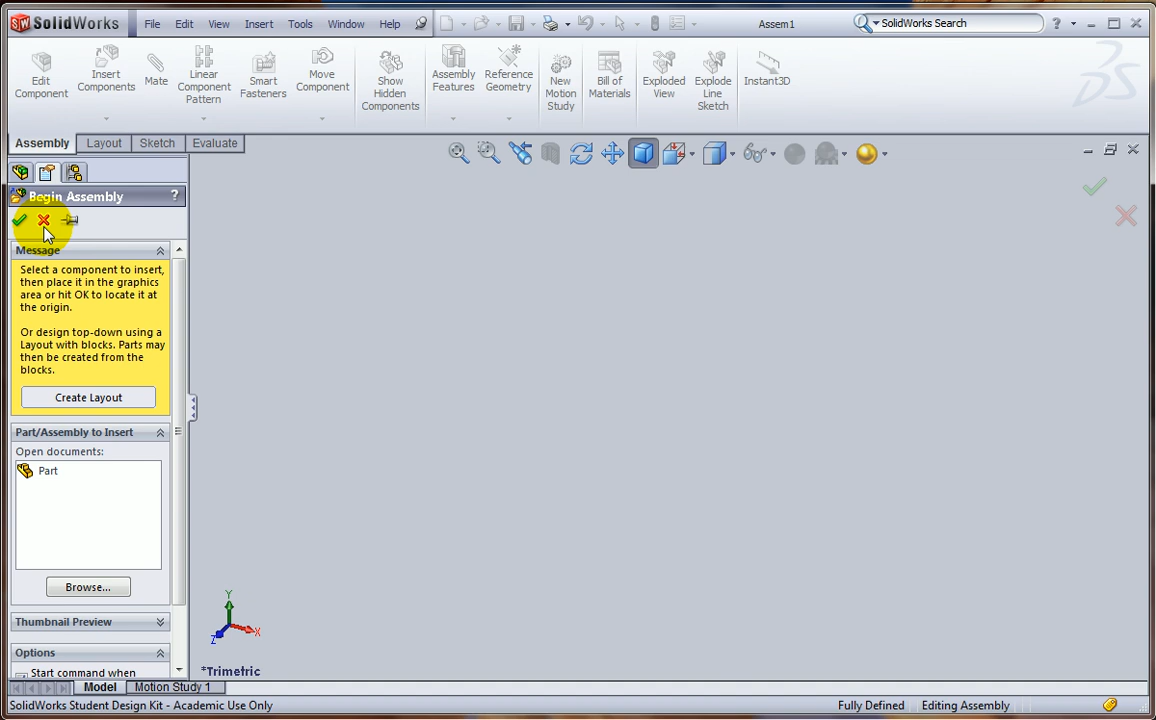 SolidWorks File Edit View Insert Tools Window Help Assem1 SolidWorks Search ?
Edit Component
Insert Components
Mate
Linear Component Pattern
Smart Fasteners
Move Component
Show Hidden Components
Assembly Features
Reference Geometry
New Motion Study
Bill of Materials
Exploded View
Explode Line Sketch
Instant3D
Assembly Layout Sketch Evaluate
Begin Assembly ?
Message
Select a component to insert,
then place it in the graphics
area or hit OK to locate it at
the origin.
Or design top-down using a
Layout with blocks. Parts may
then be created from the
blocks.
Create Layout
Part/Assembly to Insert
Open documents:
Part
Browse...
Thumbnail Preview
Options
Start command when
Y
X
Z
*Trimetric
Model Motion Study 1
SolidWorks Student Design Kit - Academic Use Only Fully Defined Editing Assembly